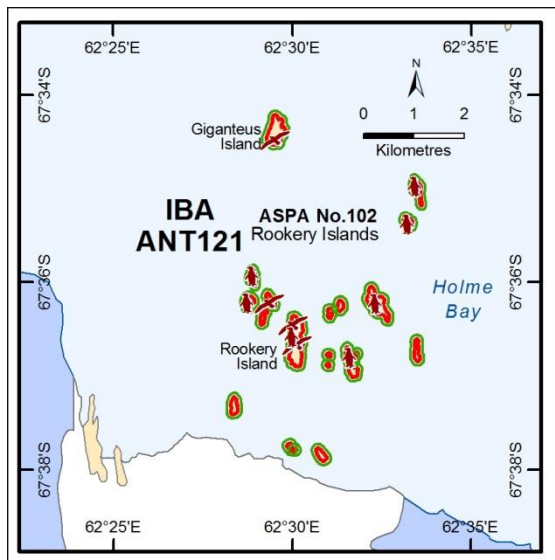 62°25'E 62°30'E 62°35'E
67°34'S 67°34'S
N
0 1 2
Kilometres
Giganteus
Island
IBA
ANT121
ASPA No.102
Rookery Islands
67°36'S 67°36'S
Holme
Bay
Rookery
Island
67°38'S 67°38'S
62°25'E 62°30'E 62°35'E